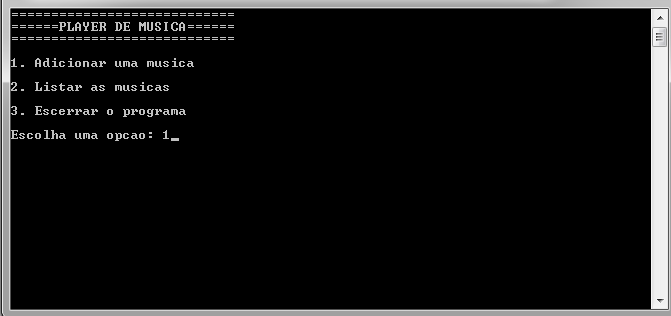 ============================
======PLAYER DE MUSICA======
============================
1. Adicionar uma musica
2. Listar as musicas
3. Escerrar o programa
Escolha uma opcao: 1_